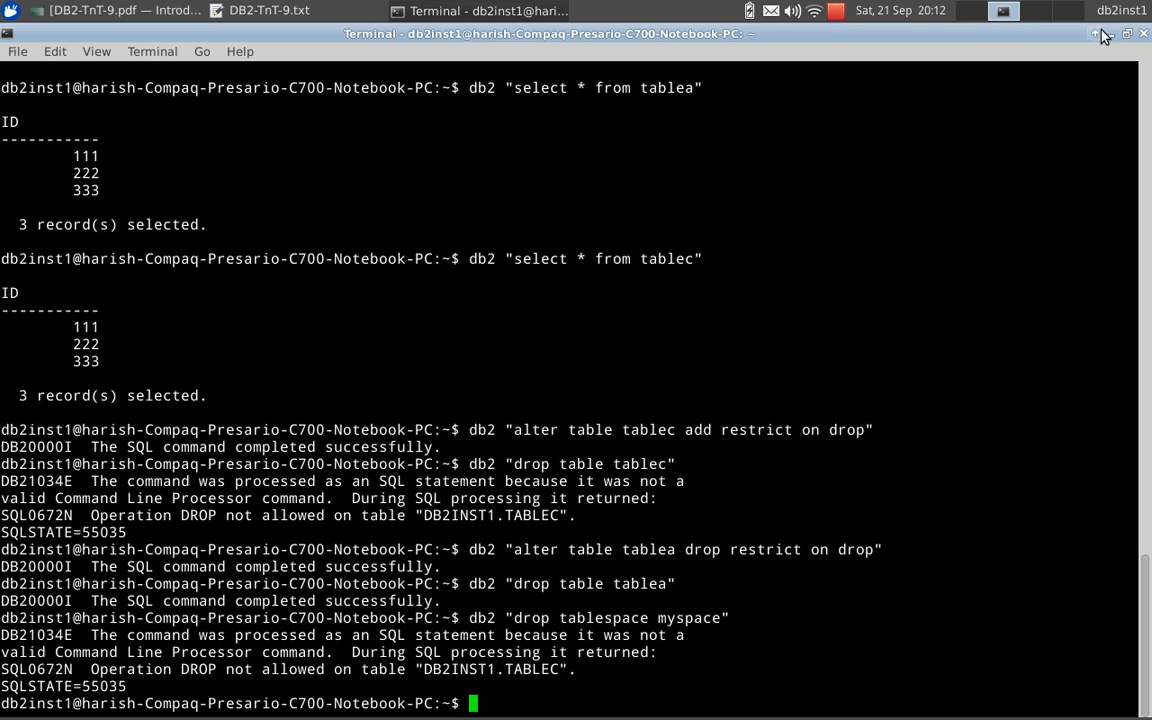 [DB2-TnT-9.pdf — Introd... DB2-TnT-9.txt Terminal - db2inst1@hari... Sat, 21 Sep 20:12 db2inst1
Terminal - db2inst1@harish-Compaq-Presario-C700-Notebook-PC: ~
File Edit View Terminal Go Help
db2inst1@harish-Compaq-Presario-C700-Notebook-PC:~$ db2 "select * from tablea"
ID
-----------
111
222
333
3 record(s) selected.
db2inst1@harish-Compaq-Presario-C700-Notebook-PC:~$ db2 "select * from tablec"
ID
-----------
111
222
333
3 record(s) selected.
db2inst1@harish-Compaq-Presario-C700-Notebook-PC:~$ db2 "alter table tablec add restrict on drop"
DB20000I  The SQL command completed successfully.
db2inst1@harish-Compaq-Presario-C700-Notebook-PC:~$ db2 "drop table tablec"
DB21034E  The command was processed as an SQL statement because it was not a
valid Command Line Processor command.  During SQL processing it returned:
SQL0672N  Operation DROP not allowed on table "DB2INST1.TABLEC".
SQLSTATE=55035
db2inst1@harish-Compaq-Presario-C700-Notebook-PC:~$ db2 "alter table tablea drop restrict on drop"
DB20000I  The SQL command completed successfully.
db2inst1@harish-Compaq-Presario-C700-Notebook-PC:~$ db2 "drop table tablea"
DB20000I  The SQL command completed successfully.
db2inst1@harish-Compaq-Presario-C700-Notebook-PC:~$ db2 "drop tablespace myspace"
DB21034E  The command was processed as an SQL statement because it was not a
valid Command Line Processor command.  During SQL processing it returned:
SQL0672N  Operation DROP not allowed on table "DB2INST1.TABLEC".
SQLSTATE=55035
db2inst1@harish-Compaq-Presario-C700-Notebook-PC:~$